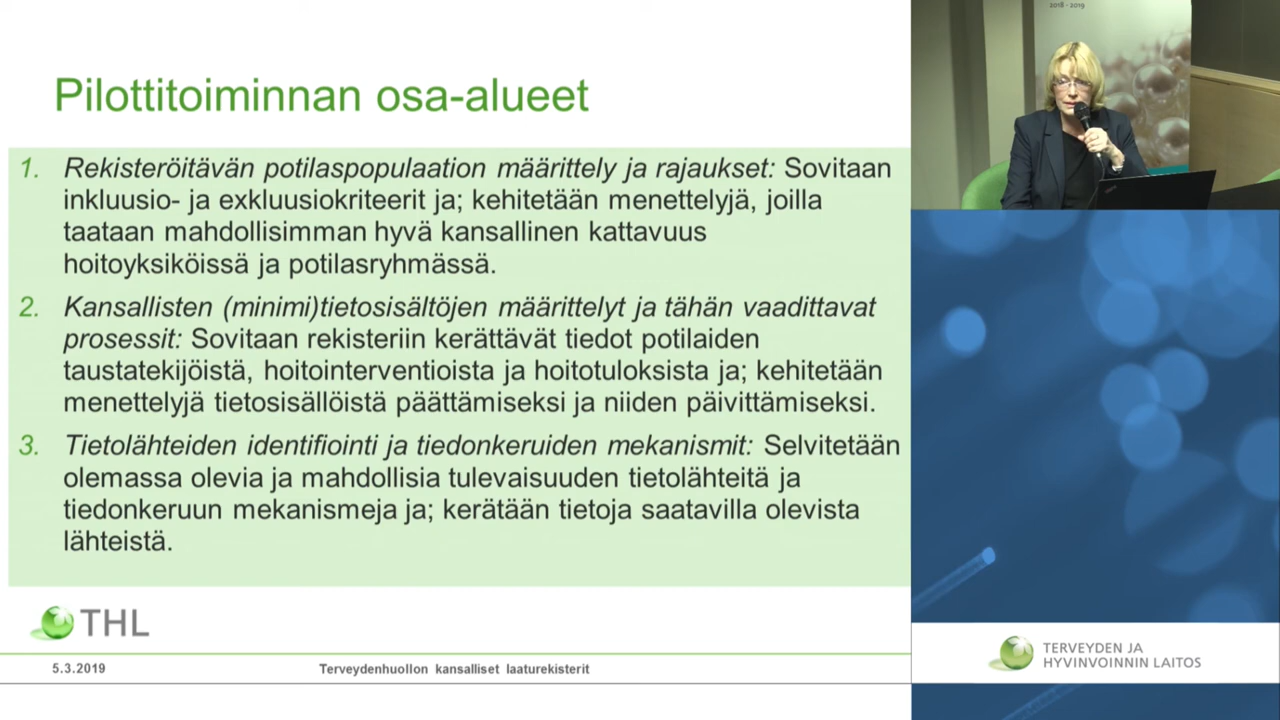 Pilottitoiminnan osa-alueet
1. Rekisteröitävän potilaspopulaation määrittely ja rajaukset: Sovitaan
inkluusio- ja exkluusiokriteerit ja; kehitetään menettelyjä, joilla
taataan mahdollisimman hyvä kansallinen kattavuus
hoitoyksiköissä ja potilasryhmässä.
2. Kansallisten (minimi)tietosisältöjen määrittelyt ja tähän vaadittavat
prosessit: Sovitaan rekisteriin kerättävät tiedot potilaiden
taustatekijöistä, hoitointerventioista ja hoitotuloksista ja; kehitetään
menettelyjä tietosisällöistä päättämiseksi ja niiden päivittämiseksi.
3. Tietolähteiden identifiointi ja tiedonkeruiden mekanismit: Selvitetään
olemassa olevia ja mahdollisia tulevaisuuden tietolähteitä ja
tiedonkeruun mekanismeja ja; kerätään tietoja saatavilla olevista
lähteistä.
THL
5.3.2019
Terveydenhuollon kansalliset laaturekisterit
2018 - 2019
TERVEYDEN JA
HYVINVOINNIN LAITOS